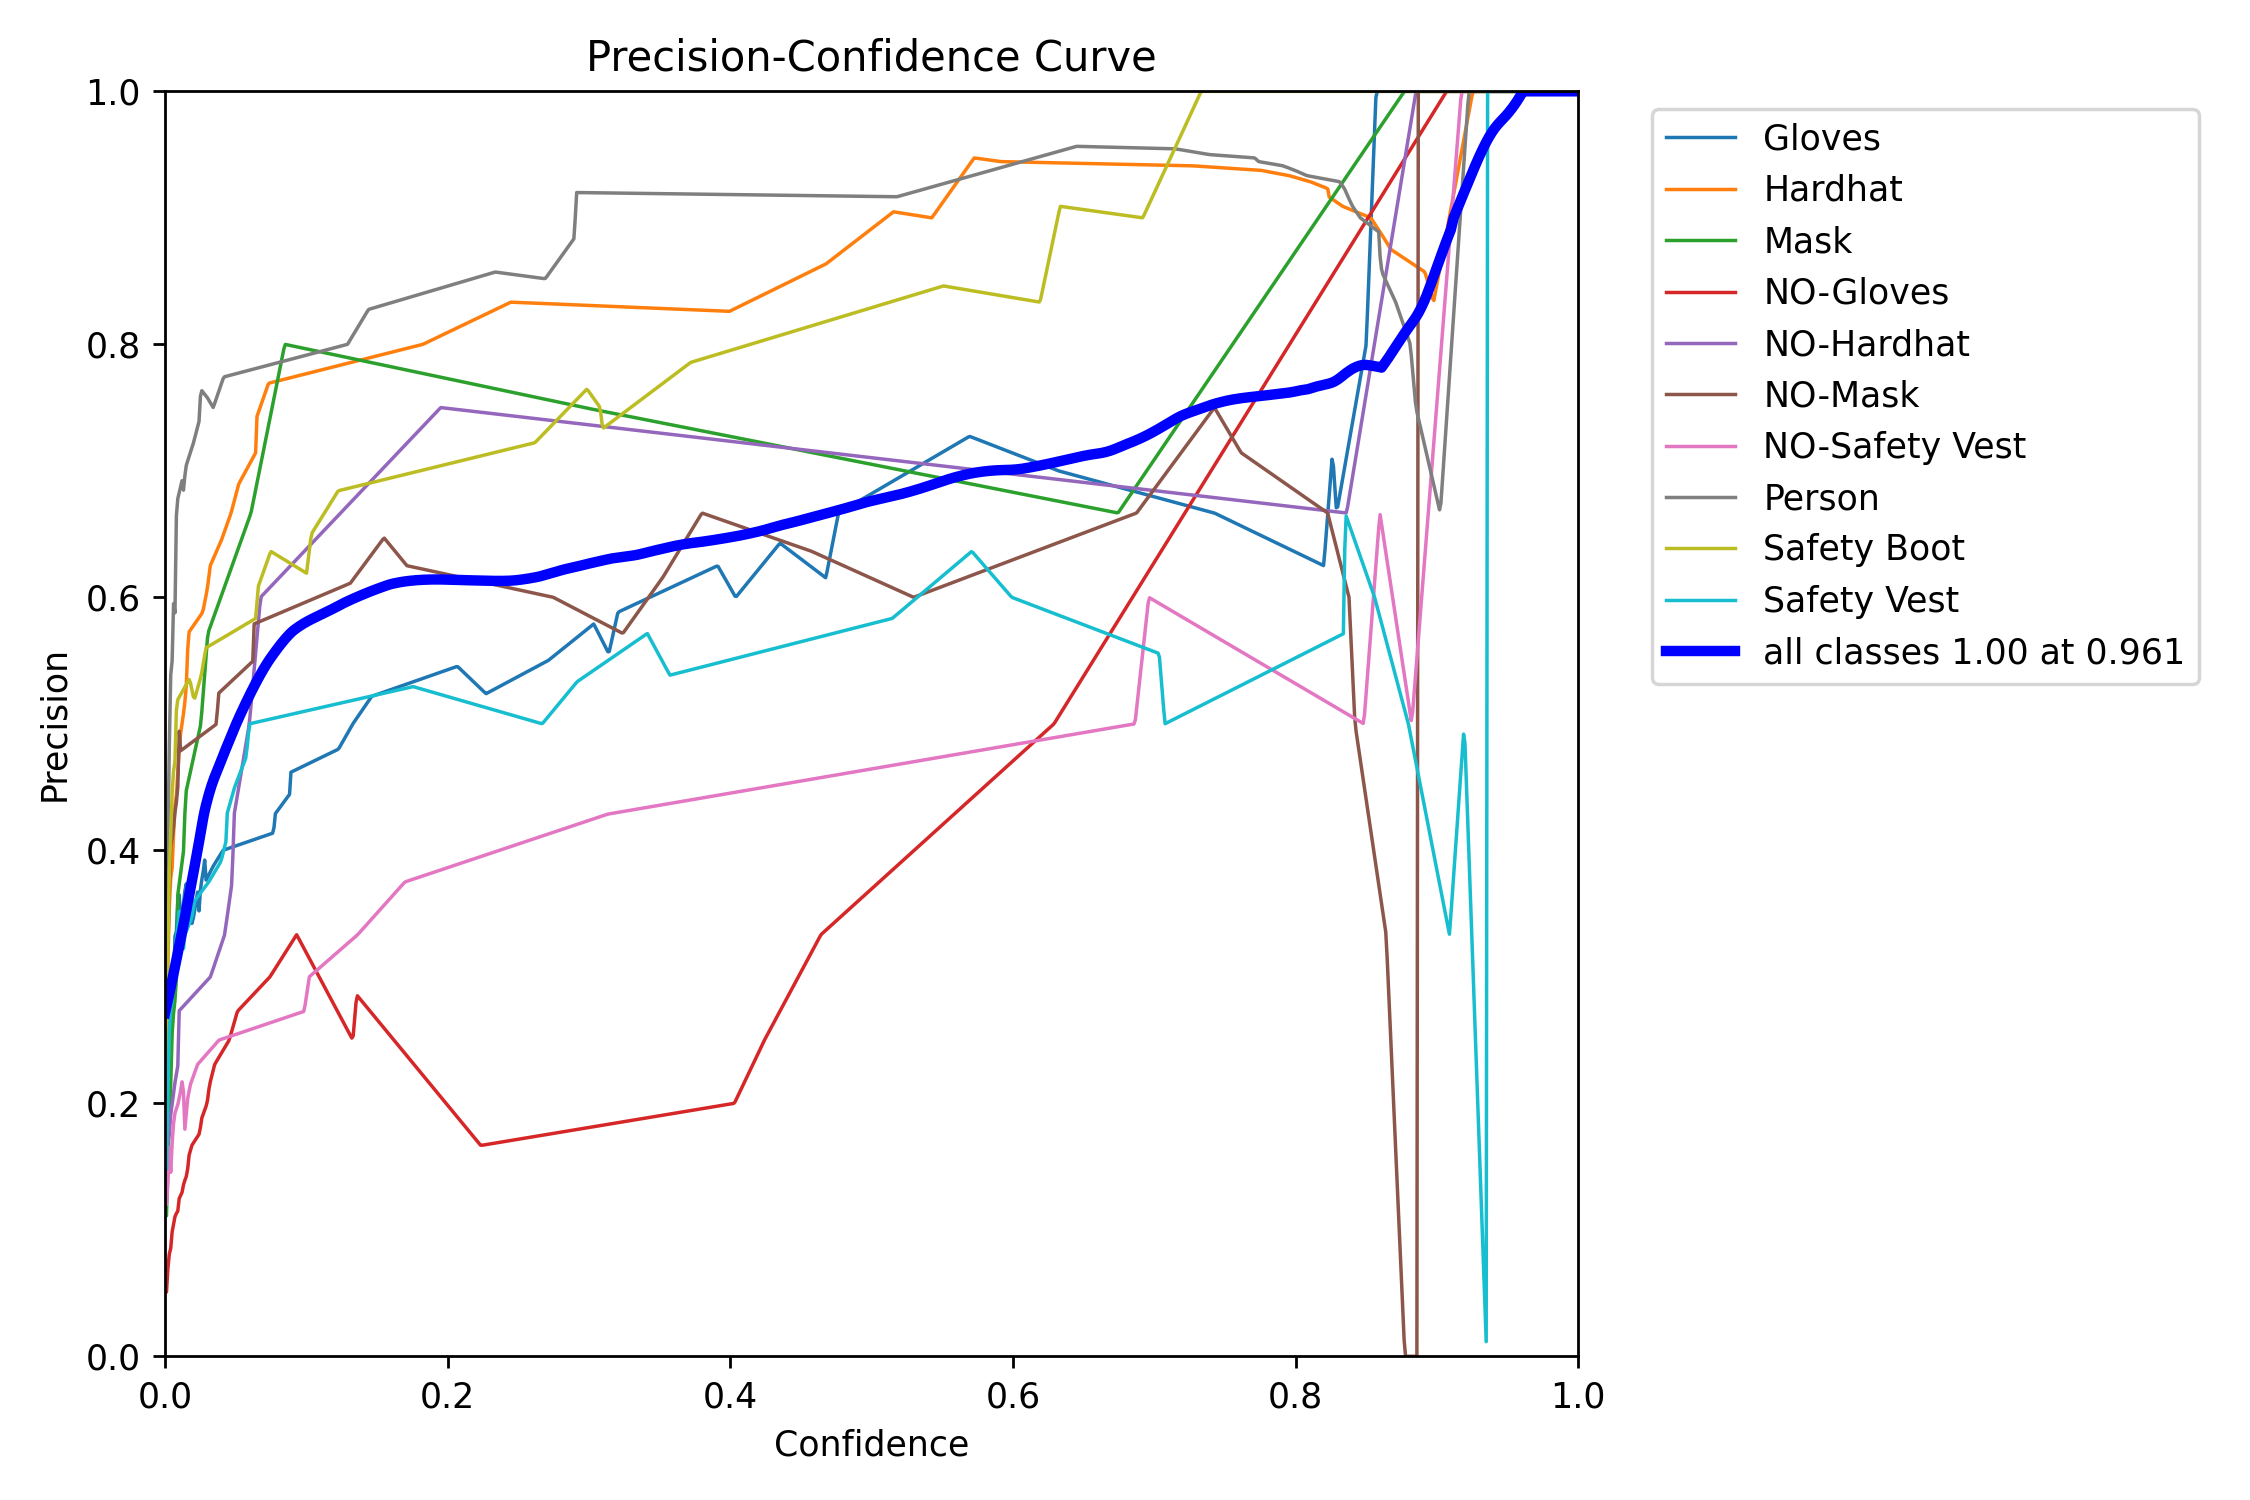 Precision-Confidence Curve
1.0
0.8
0.6
0.4
0.2
0.0
Precision
0.0 0.2 0.4 0.6 0.8 1.0
Confidence
Gloves
Hardhat
Mask
NO-Gloves
NO-Hardhat
NO-Mask
NO-Safety Vest
Person
Safety Boot
Safety Vest
all classes 1.00 at 0.961